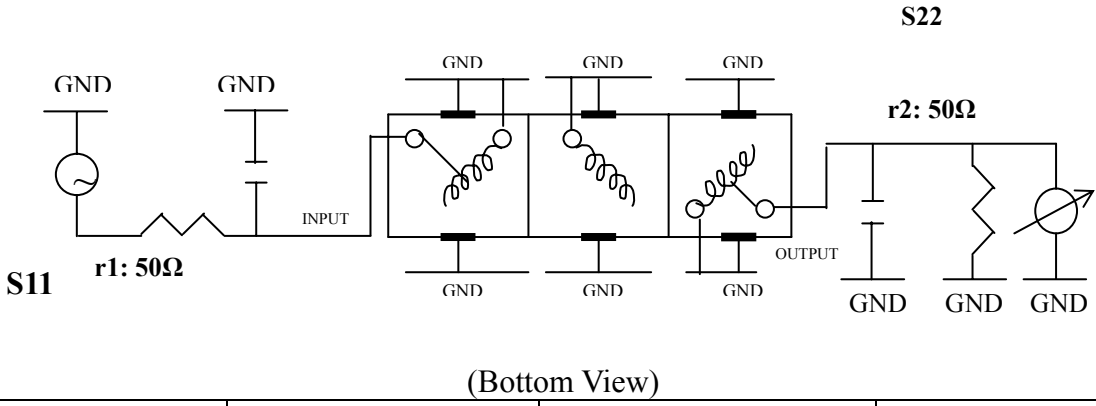 S22
GND GND GND GND GND
r2: 50Ω
INPUT
r1: 50Ω
OUTPUT
S11
GND GND GND GND GND GND
(Bottom View)